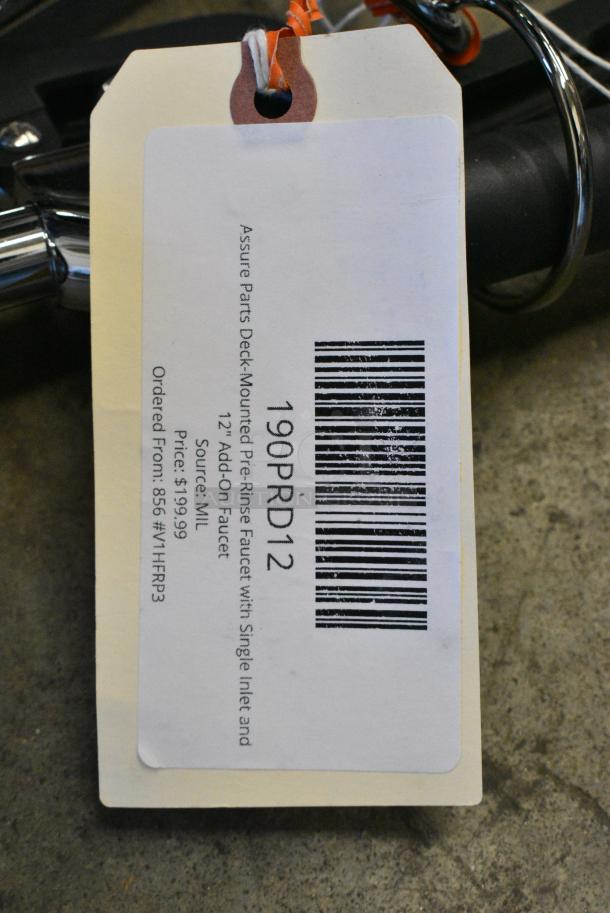 190PRD12
Assure Parts Deck-Mounted Pre-Rinse Faucet with Single Inlet and
12" Add-On Faucet
Source: MIL
Price: $199.99
Ordered From: 856 #V1HFRP3